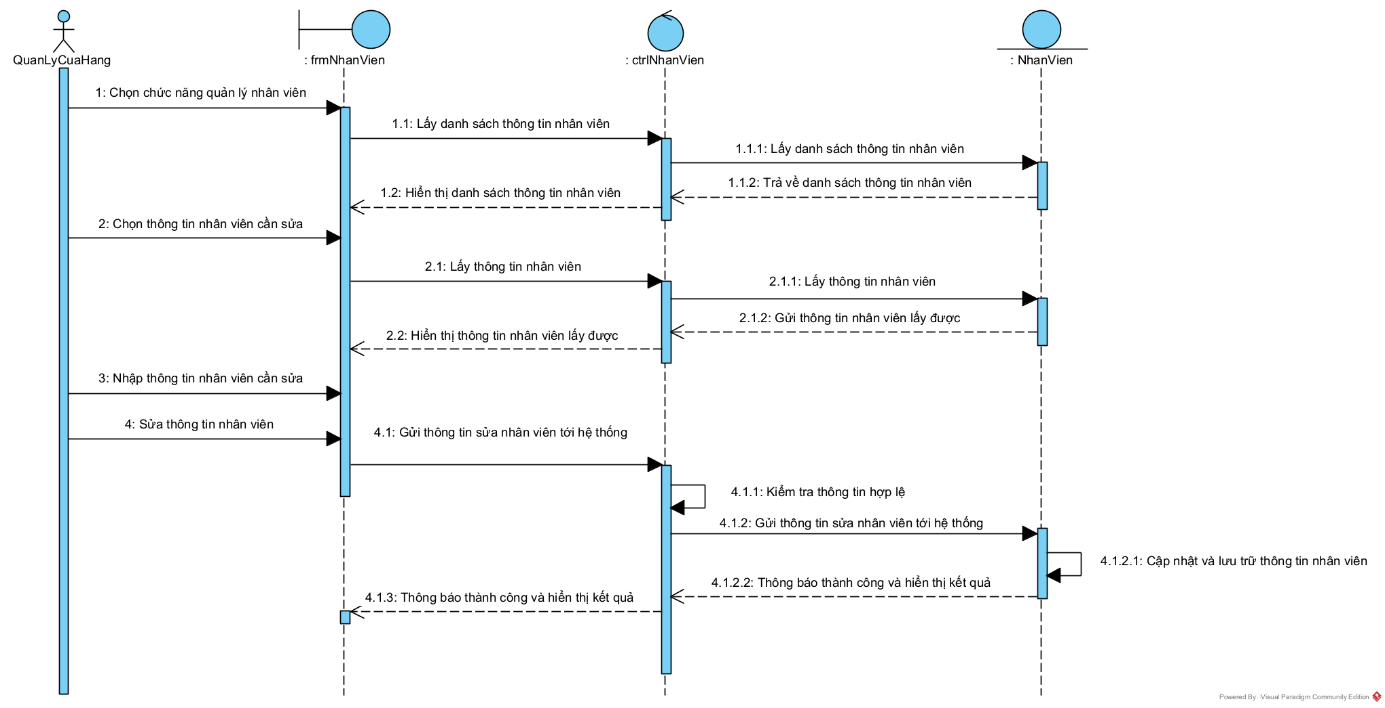 QuanLyCuaHang
: frmNhanVien
: ctrlNhanVien
: NhanVien
1: Chọn chức năng quản lý nhân viên
1.1: Lấy danh sách thông tin nhân viên
1.1.1: Lấy danh sách thông tin nhân viên
1.1.2: Trả về danh sách thông tin nhân viên
1.2: Hiển thị danh sách thông tin nhân viên
2: Chọn thông tin nhân viên cần sửa
2.1: Lấy thông tin nhân viên
2.1.1: Lấy thông tin nhân viên
2.1.2: Gửi thông tin nhân viên lấy được
2.2: Hiển thị thông tin nhân viên lấy được
3: Nhập thông tin nhân viên cần sửa
4: Sửa thông tin nhân viên
4.1: Gửi thông tin sửa nhân viên tới hệ thống
4.1.1: Kiểm tra thông tin hợp lệ
4.1.2: Gửi thông tin sửa nhân viên tới hệ thống
4.1.2.1: Cập nhật và lưu trữ thông tin nhân viên
4.1.2.2: Thông báo thành công và hiển thị kết quả
4.1.3: Thông báo thành công và hiển thị kết quả
Powered By: Visual Paradigm Community Edition